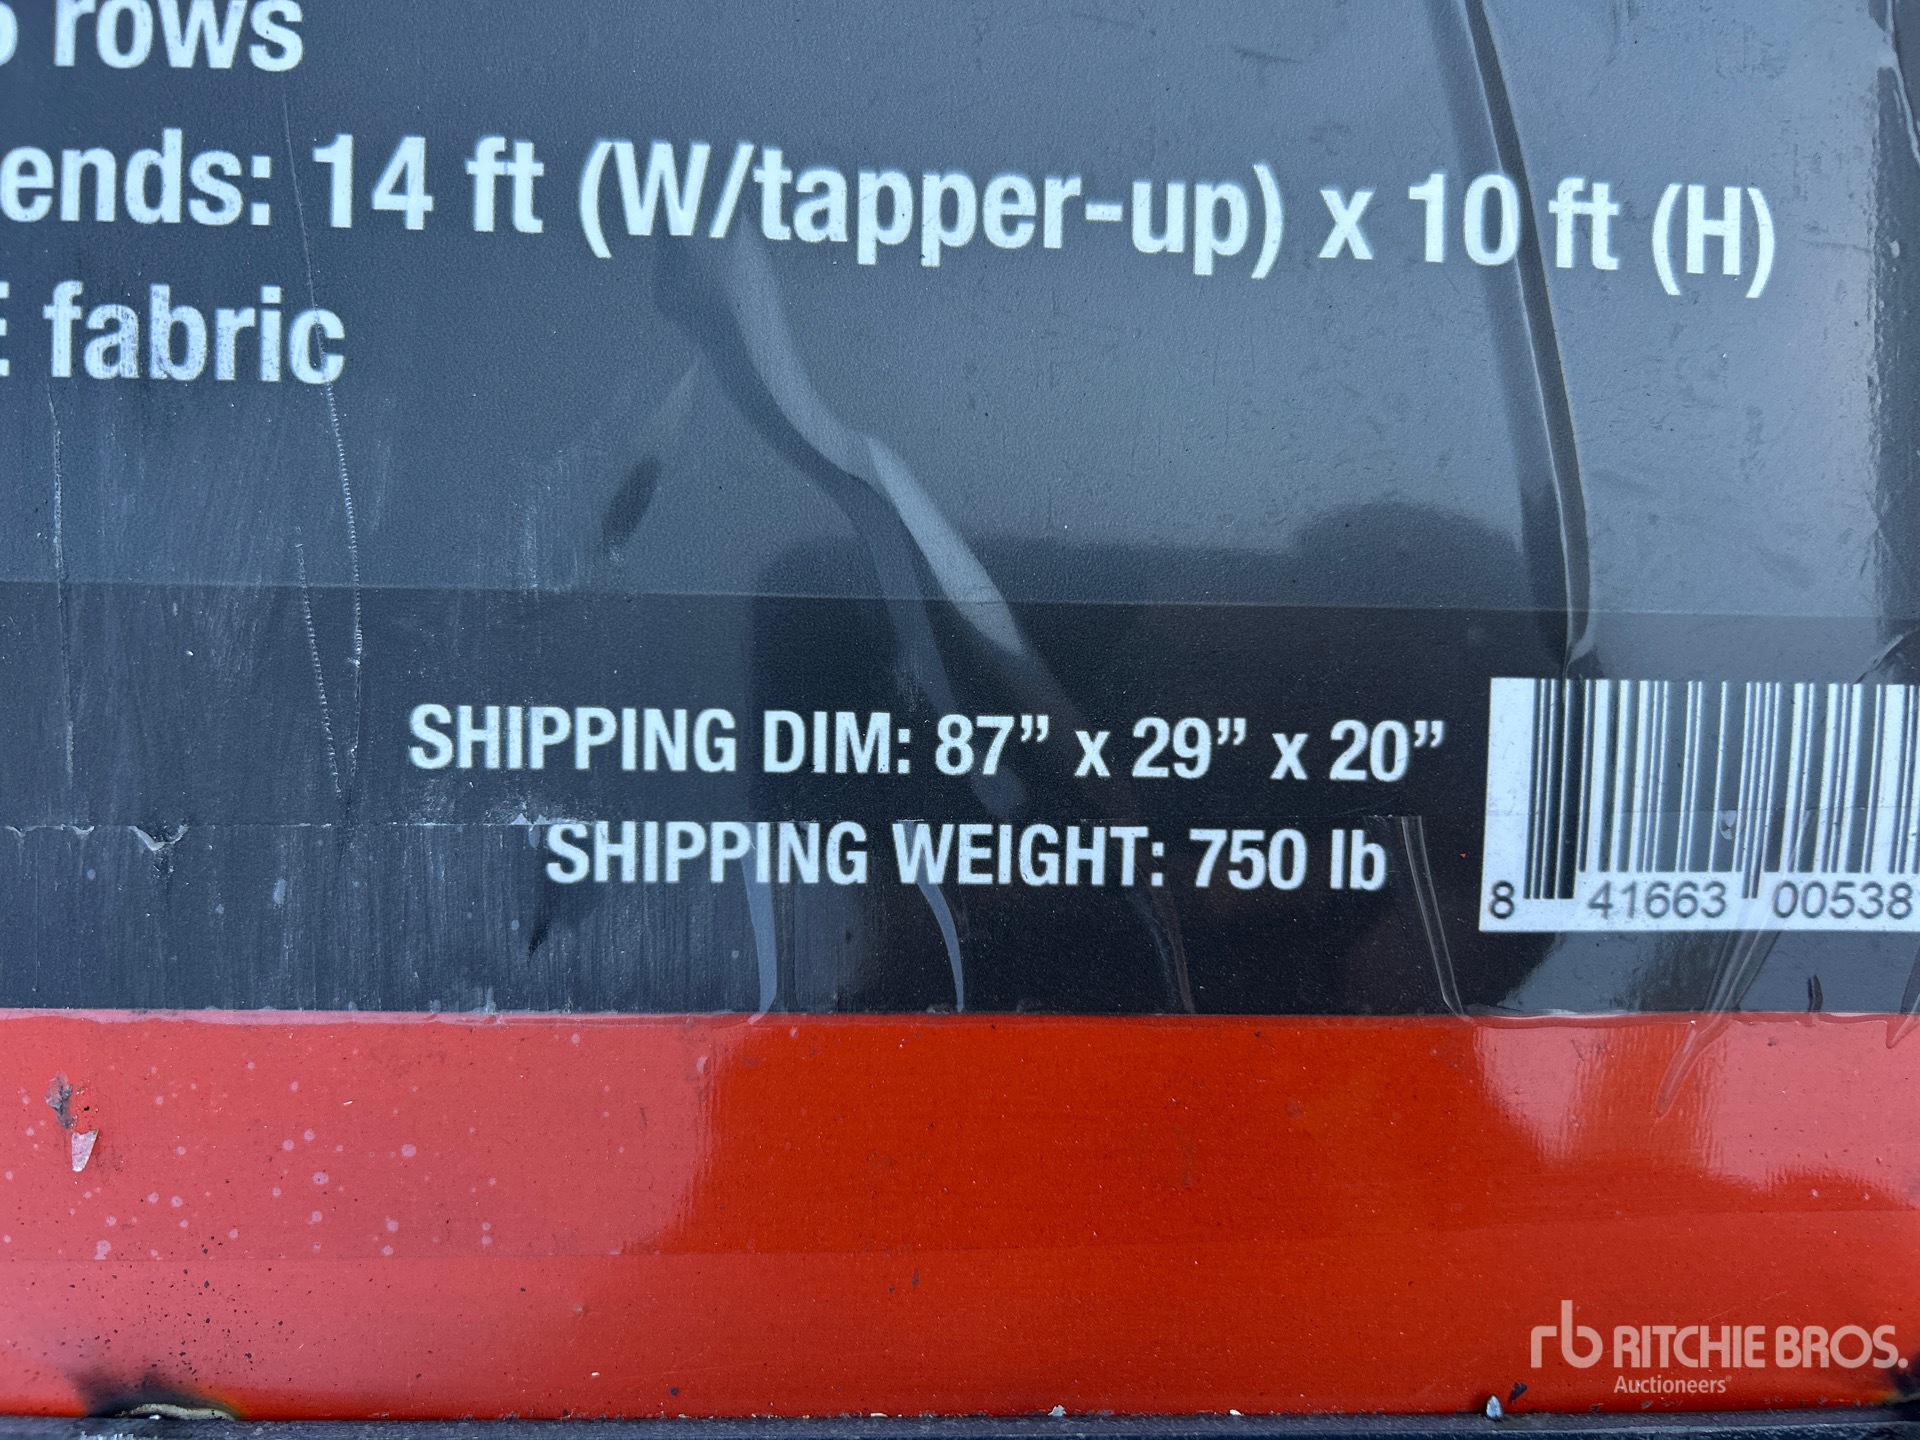 rows
ends: 14 ft (W/tapper-up) x 10 ft (H)
fabric
SHIPPING DIM: 87” x 29” x 20”
SHIPPING WEIGHT: 750 lb
8 41663 00538
rb RITCHIE BROS.
Auctioneers